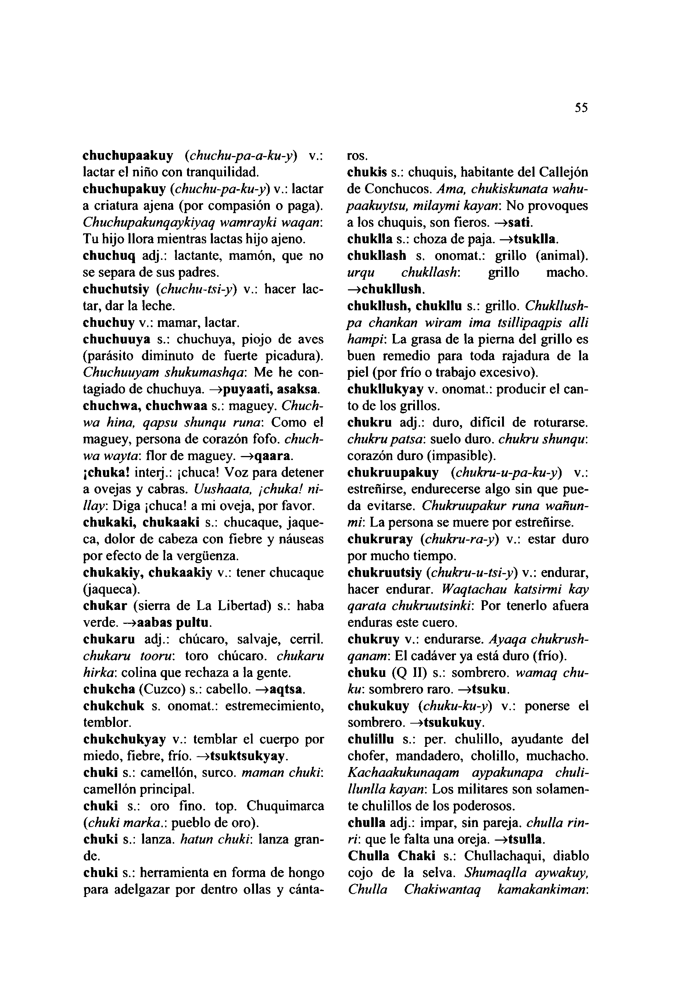 55
chuchupaakuy (chuchu-pa-a-ku-y) v.:
lactar el niño con tranquilidad.
chuchupakuy (chuchu-pa-ku-y) v.: lactar
a criatura ajena (por compasión o paga).
Chuchupakunqaykiyaq wamrayki waqan:
Tu hijo llora mientras lactas hijo ajeno.
chuchuq adj.: lactante, mamón, que no
se separa de sus padres.
chuchutsiy (chuchu-tsi-y) v.: hacer lac-
tar, dar la leche.
chuchuy v.: mamar, lactar.
chuchuuya s.: chuchuya, piojo de aves
(parásito diminuto de fuerte picadura).
Chuchuuyam shukumashqa: Me he con-
tagiado de chuchuya. →puyaati, asaksa.
chuchwa, chuchwaa s.: maguey. Chuch-
wa hina, qapsu shunqu runa: Como el
maguey, persona de corazón fofo. chuch-
wa wayta: flor de maguey. →qaara.
¡chuka! interj.: ¡chuca! Voz para detener
a ovejas y cabras. Uushaata, ¡chuka! ni-
llay: Diga ¡chuca! a mi oveja, por favor.
chukaki, chukaaki s.: chucaque, jaque-
ca, dolor de cabeza con fiebre y náuseas
por efecto de la vergüenza.
chukakiy, chukaakiy v.: tener chucaque
(jaqueca).
chukar (sierra de La Libertad) s.: haba
verde. →aabas pultu.
chukaru adj.: chúcaro, salvaje, cerril.
chukaru tooru: toro chúcaro. chukaru
hirka: colina que rechaza a la gente.
chukcha (Cuzco) s.: cabello. →aqtsa.
chukchuk s. onomat.: estremecimiento,
temblor.
chukchukyay v.: temblar el cuerpo por
miedo, fiebre, frío. →tsuktsukyay.
chuki s.: camellón, surco. maman chuki:
camellón principal.
chuki s.: oro fino. top. Chuquimarca
(chuki marka.: pueblo de oro).
chuki s.: lanza. hatun chuki: lanza gran-
de.
chuki s.: herramienta en forma de hongo
para adelgazar por dentro ollas y cánta-
ros.
chukis s.: chuquis, habitante del Callejón
de Conchucos. Ama, chukiskunata wahu-
paakuytsu, milaymi kayan: No provoques
a los chuquis, son fieros. →sati.
chuklla s.: choza de paja. →tsuklla.
chukllash s. onomat.: grillo (animal).
urqu chukllash: grillo macho.
→chukllush.
chukllush, chukllu s.: grillo. Chukllush-
pa chankan wiram ima tsillipaqpis alli
hampi: La grasa de la pierna del grillo es
buen remedio para toda rajadura de la
piel (por frío o trabajo excesivo).
chukllukyay v. onomat.: producir el can-
to de los grillos.
chukru adj.: duro, difícil de roturarse.
chukru patsa: suelo duro. chukru shunqu:
corazón duro (impasible).
chukruupakuy (chukru-u-pa-ku-y) v.:
estreñirse, endurecerse algo sin que pue-
da evitarse. Chukruupakur runa wañun-
mi: La persona se muere por estreñirse.
chukruray (chukru-ra-y) v.: estar duro
por mucho tiempo.
chukruutsiy (chukru-u-tsi-y) v.: endurar,
hacer endurar. Waqtachau katsirmi kay
qarata chukruutsinki: Por tenerlo afuera
enduras este cuero.
chukruy v.: endurarse. Ayaqa chukrush-
qanam: El cadáver ya está duro (frío).
chuku (Q II) s.: sombrero. wamaq chu-
ku: sombrero raro. →tsuku.
chukukuy (chuku-ku-y) v.: ponerse el
sombrero. →tsukukuy.
chulillu s.: per. chulillo, ayudante del
chofer, mandadero, cholillo, muchacho.
Kachaakukunaqam aypakunapa chuli-
llunlla kayan: Los militares son solamen-
te chulillos de los poderosos.
chulla adj.: impar, sin pareja. chulla rin-
ri: que le falta una oreja. →tsulla.
Chulla Chaki s.: Chullachaqui, diablo
cojo de la selva. Shumaqlla aywakuy,
Chulla Chakiwantaq kamakankiman: